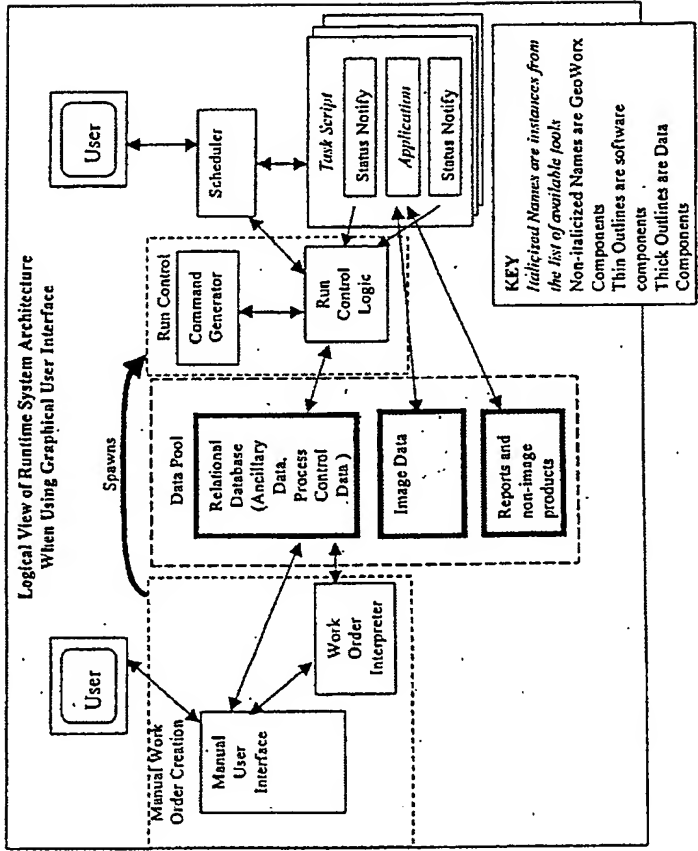 Logical View of Runtime System Architecture
When Using Graphical User Interface
Spawns
User
Manual Work
Order Creation
Manual
User
Interface
Work
Order
Interpreter
Data Pool
Relational
Database
(Ancillary
Data,
Process
Control
Data )
Image Data
Reports and
non-image
products
Run Control
Command
Generator
Run
Control
Logic
User
Scheduler
Task Script
Status Notify
Application
Status Notify
KEY
Italicized Names are instances from
the list of available tools
Non-italicized Names are GeoWorx
Components
Thin Outlines are software
components
Thick Outlines are Data
Components